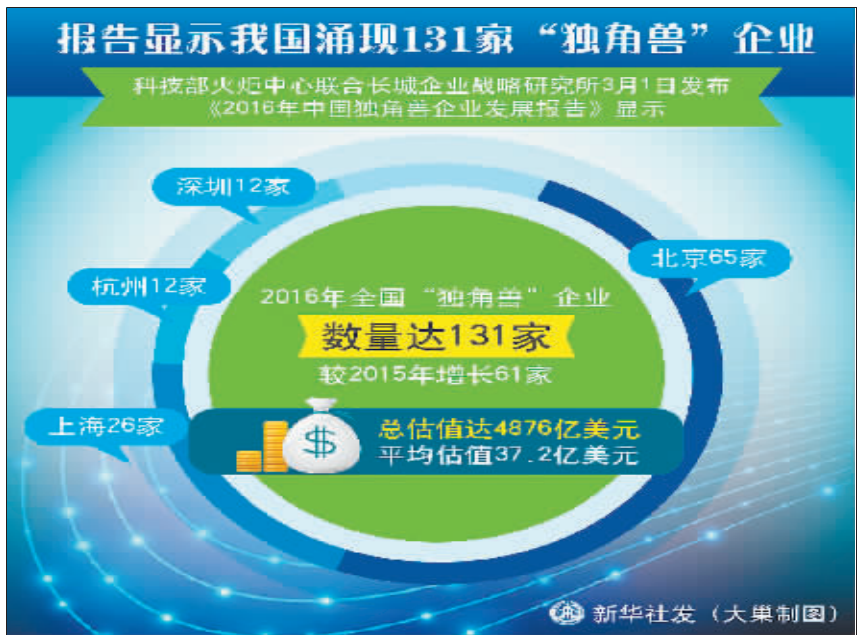 报告显示我国涌现131家“独角兽”企业
科技部火炬中心联合长城企业战略研究所3月1日发布
《2016年中国独角兽企业发展报告》显示
深圳12家
北京65家
杭州12家
2016年全国“独角兽”企业
数量达131家
较2015年增长61家
上海26家
$
总估值达4876亿美元
平均估值37.2亿美元
新华社发（大巢制图）